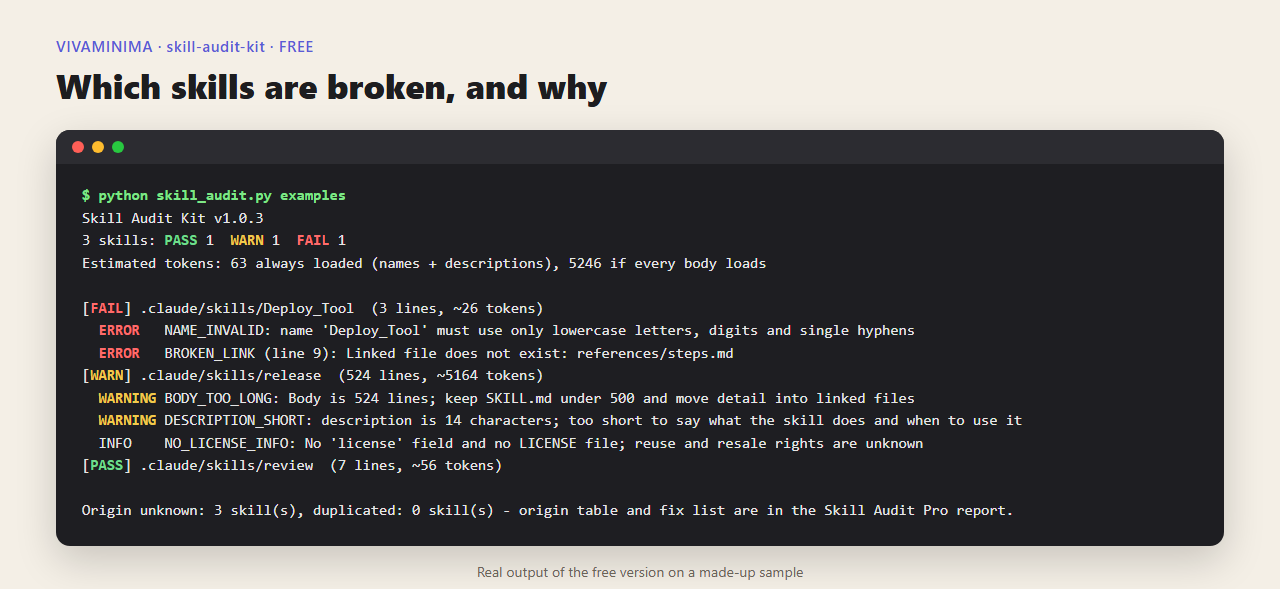 VIVAMINIMA · skill-audit-kit · FREE
Which skills are broken, and why
$ python skill_audit.py examples
Skill Audit Kit v1.0.3
3 skills: PASS 1  WARN 1  FAIL 1
Estimated tokens: 63 always loaded (names + descriptions), 5246 if every body loads
[FAIL] .claude/skills/Deploy_Tool  (3 lines, ~26 tokens)
ERROR   NAME_INVALID: name 'Deploy_Tool' must use only lowercase letters, digits and single hyphens
ERROR   BROKEN_LINK (line 9): Linked file does not exist: references/steps.md
[WARN] .claude/skills/release  (524 lines, ~5164 tokens)
WARNING BODY_TOO_LONG: Body is 524 lines; keep SKILL.md under 500 and move detail into linked files
WARNING DESCRIPTION_SHORT: description is 14 characters; too short to say what the skill does and when to use it
INFO    NO_LICENSE_INFO: No 'license' field and no LICENSE file; reuse and resale rights are unknown
[PASS] .claude/skills/review  (7 lines, ~56 tokens)
Origin unknown: 3 skill(s), duplicated: 0 skill(s) - origin table and fix list are in the Skill Audit Pro report.
Real output of the free version on a made-up sample